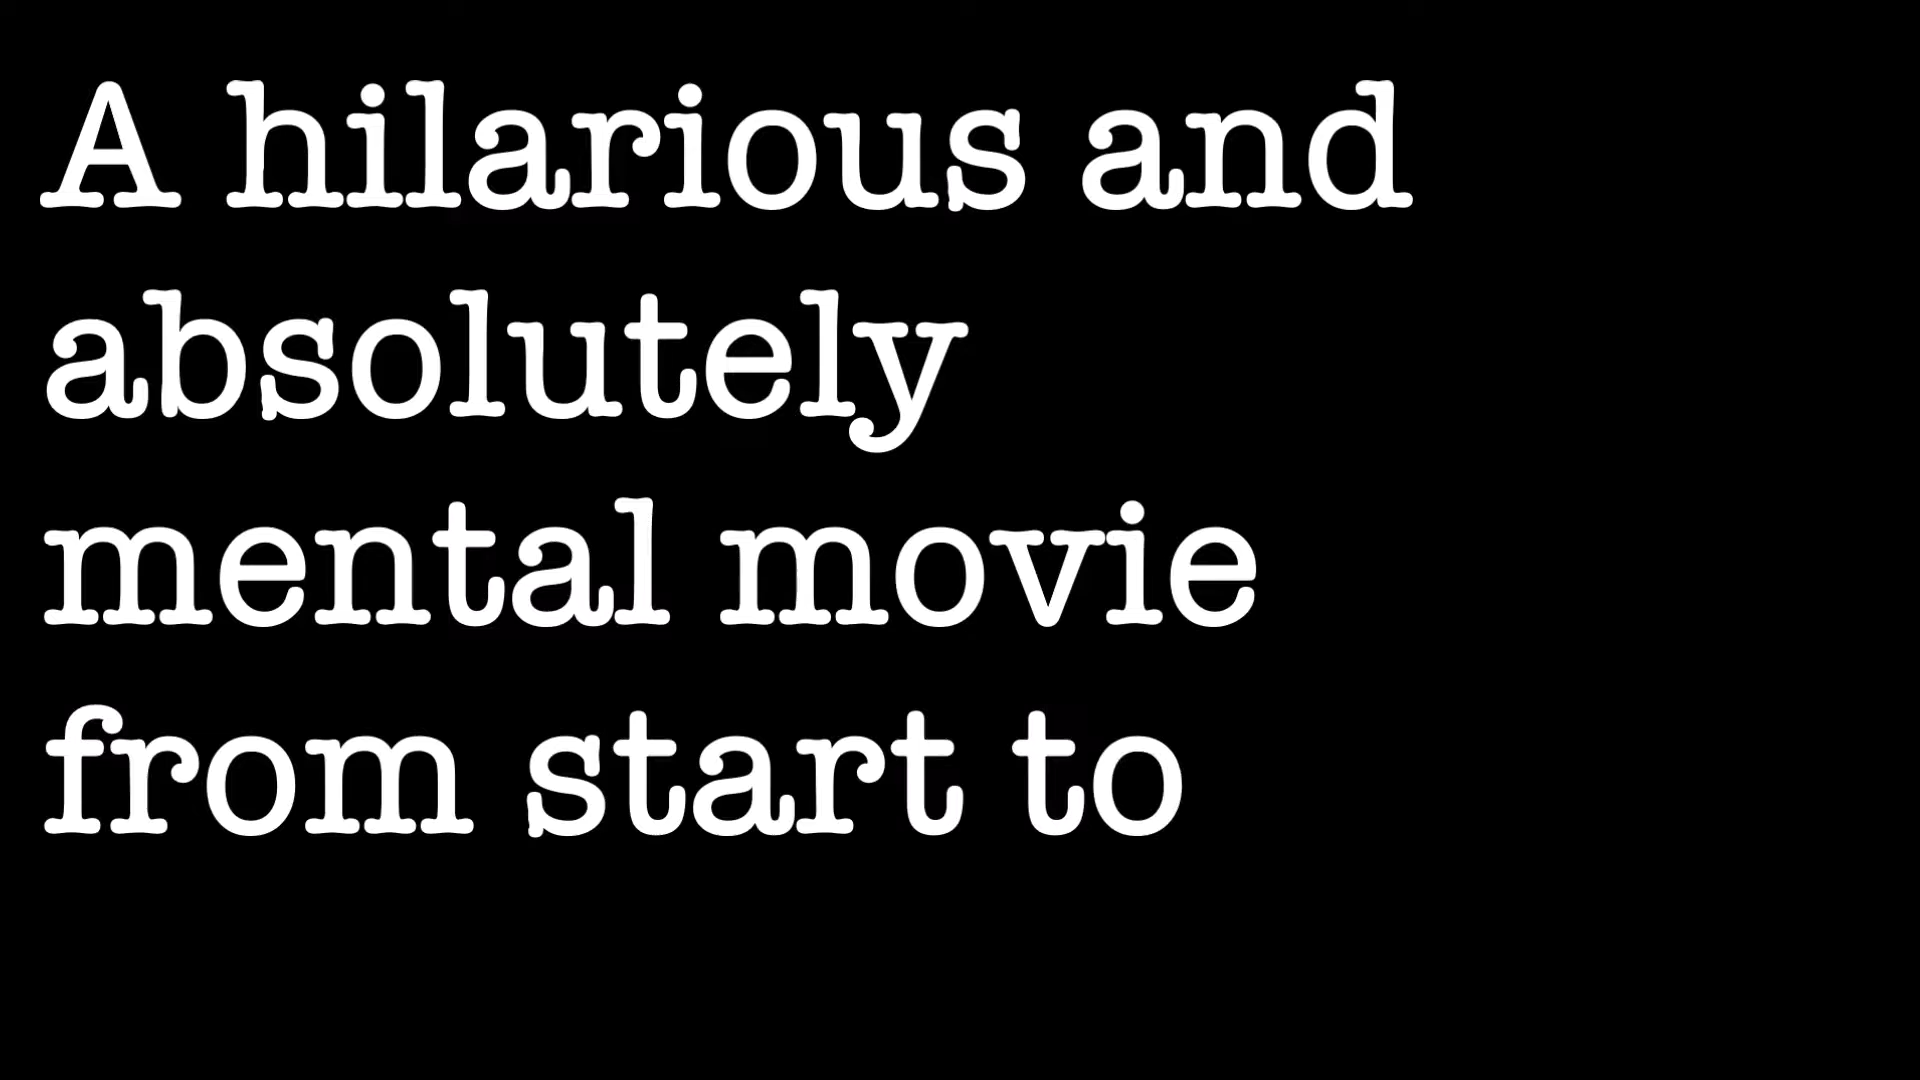 A hilarious and
absolutely
mental movie
from start to